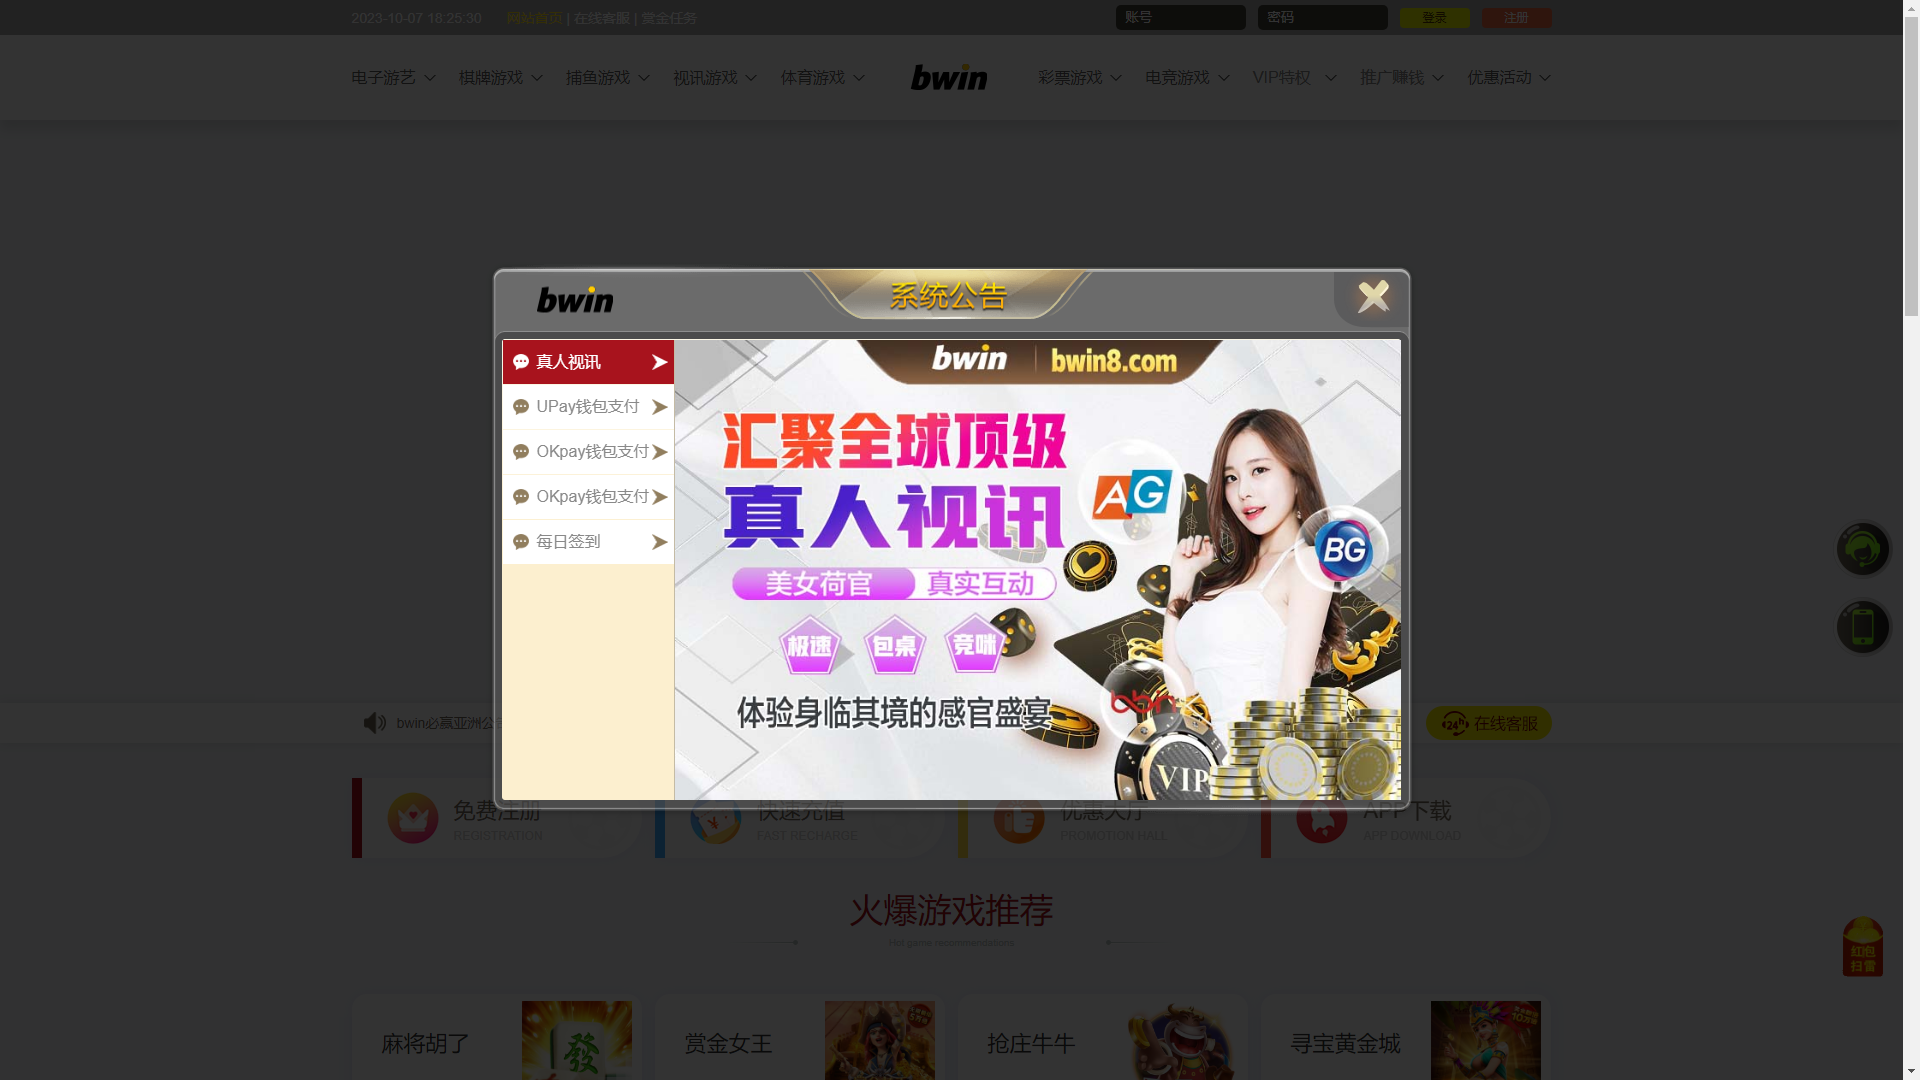 2023-10-07 18:25:30 网站首页 | 在线客服 | 赏金任务
账号 密码 登录 注册
电子游艺 棋牌游戏 捕鱼游戏 视讯游戏 体育游戏 bwin 彩票游戏 电竞游戏 VIP特权 推广赚钱 优惠活动
bwin 系统公告
真人视讯
UPay钱包支付
OKpay钱包支付
OKpay钱包支付
每日签到
bwin bwin8.com
汇聚全球顶级
真人视讯
AG
BG
美女荷官 真实互动
极速 包桌 竞咪
体验身临其境的感官盛宴
bbin
VIP
bwin必赢亚洲公
24h 在线客服
免费注册
REGISTRATION
快速充值
FAST RECHARGE
优惠大厅
PROMOTION HALL
APP下载
APP DOWNLOAD
火爆游戏推荐
Hot game recommendations
红包
扫雷
麻将胡了 發
赏金女王
抢庄牛牛
寻宝黄金城